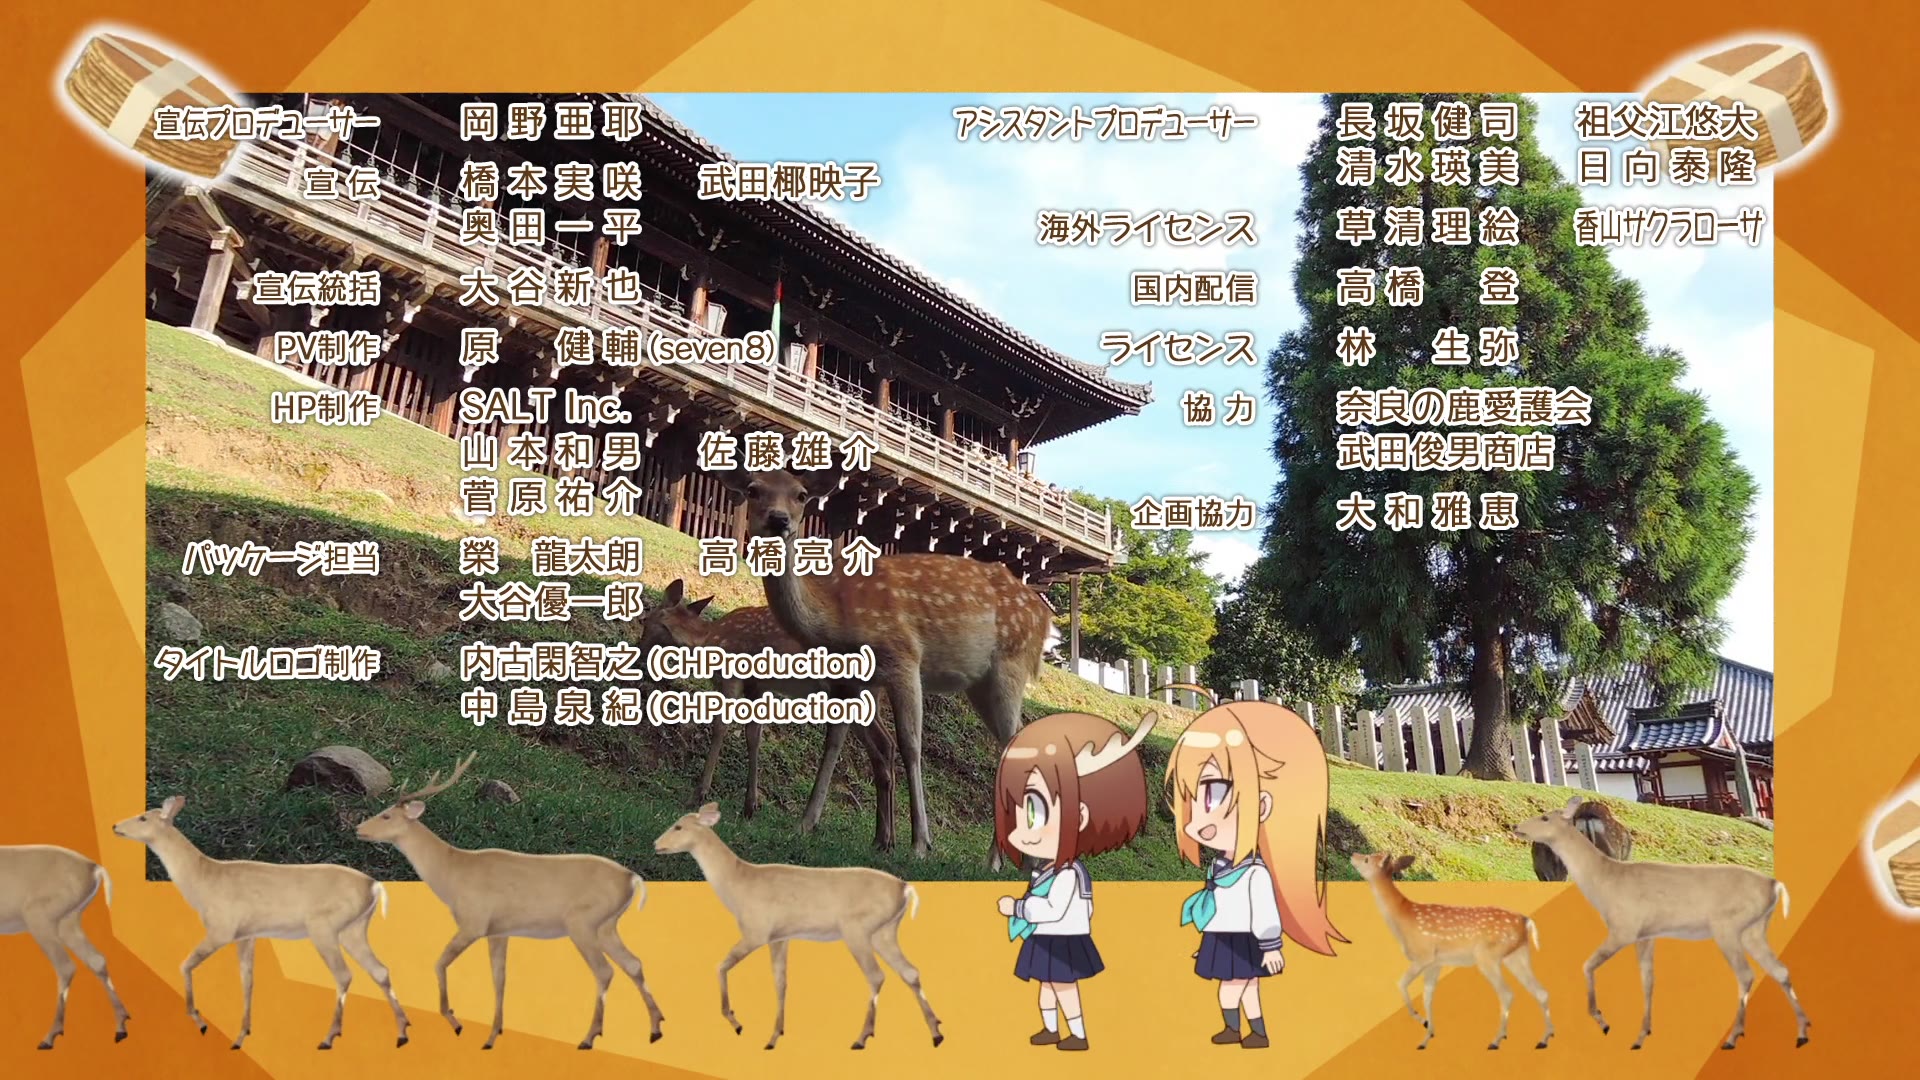 宣伝プロデューサー 岡野亜耶
宣伝 橋本実咲 武田梛映子
奥田一平
宣伝統括 大谷新也
PV制作 原 健輔(seven8)
HP制作 SALT Inc.
山本和男 佐藤雄介
菅原祐介
パッケージ担当 榮 龍太朗 高橋亮介
大谷優一郎
タイトルロゴ制作 内古閑智之(CHProduction)
中島泉紀(CHProduction)
アシスタントプロデューサー 長坂健司 祖父江悠大
清水瑛美 日向泰隆
海外ライセンス 草清理絵 香山サクラローサ
国内配信 高橋 登
ライセンス 林 生弥
協力 奈良の鹿愛護会
武田俊男商店
企画協力 大和雅恵